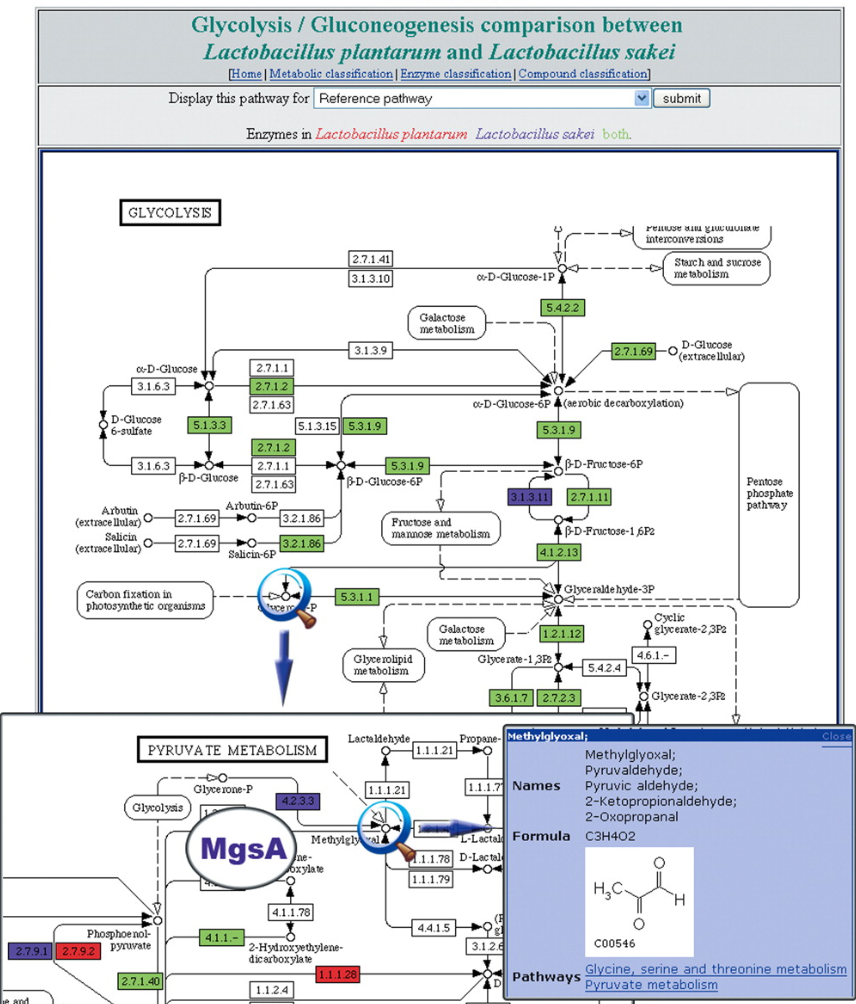 Glycolysis / Gluconeogenesis comparison between
Lactobacillus plantarum and Lactobacillus sakei
[Home | Metabolic classification | Enzyme classification | Compound classification]
Display this pathway for Reference pathway submit
Enzymes in Lactobacillus plantarum Lactobacillus sakei both.
GLYCOLYSIS
Pentose and glucuronate
interconversions
Starch and sucrose
metabolism
2.7.1.41
3.1.3.10
α-D-Glucose-1P
5.4.2.2
Galactose
metabolism
3.1.3.9
2.7.1.69
D-Glucose
(extracellular)
α-D-Glucose
3.1.6.3
2.7.1.1
2.7.1.2
2.7.1.63
α-D-Glucose-6P (aerobic decarboxylation)
D-Glucose
6-sulfate
5.1.3.3
5.1.3.15
5.3.1.9
5.3.1.9
2.7.1.2
3.1.6.3
2.7.1.1
2.7.1.63
5.3.1.9
β-D-Glucose
β-D-Glucose-6P
β-D-Fructose-6P
Arbutin
(extracellular)
2.7.1.69
Arbutin-6P
3.2.1.86
3.1.3.11
2.7.1.11
Pentose
phosphate
pathway
Fructose and
mannose metabolism
β-D-Fructose-1,6P2
Salicin
(extracellular)
2.7.1.69
Salicin-6P
3.2.1.86
4.1.2.13
Carbon fixation in
photosynthetic organisms
5.3.1.1
Glyceraldehyde-3P
Galactose
metabolism
1.2.1.12
Cyclic
glycerate-2,3P2
4.6.1.-
Glycerolipid
metabolism
Glycerate-1,3P2
5.4.2.4
Glycerate-2,3P2
3.6.1.7
2.7.2.3
PYRUVATE METABOLISM
Lactaldehyde
1.1.1.21
Propane-
Glycerone-P
Glycolysis
4.2.3.3
1.1.1.21
1.1.1.7
Methylglyoxal
MgsA
L-Lactal
1.1.1.78
1.1.1.79
D-Lacta
4.1.1.78
4.4.1.5
Phosphoenol-
pyruvate
4.1.1.-
2-Hydroxyethylene-
dicarboxylate
3.1.2.6
2.7.9.1
2.7.9.2
2.7.1.40
1.1.1.28
1.1.2.4
Methylglyoxal;
Close
Names
Methylglyoxal;
Pyruvaldehyde;
Pyruvic aldehyde;
2-Ketopropionaldehyde;
2-Oxopropanal
Formula C3H4O2
H3C
O
H
O
C00546
Pathways Glycine, serine and threonine metabolism
Pyruvate metabolism